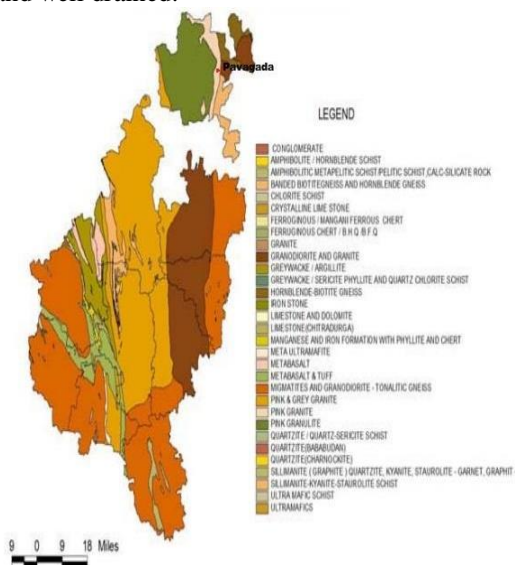 and well drained.
Pavagada
LEGEND
CONGLOMERATE
AMPHIBOLITE / HORNBLENDE SCHIST
AMPHIBOLITIC METAPELITIC SCHIST/PELITIC SCHIST,CALC-SILICATE ROCK
BANDED BIOTITEGNEISS AND HORNBLENDE GNEISS
CHLORITE SCHIST
CRYSTALLINE LIME STONE
FERROGINOUS / MANGANI FERROUS CHERT
FERRUGINOUS CHERT / B.H.Q /B.F.Q
GRANITE
GRANODIORITE AND GRANITE
GREYWACKE / ARGILLITE
GREYWACKE / SERICITE PHYLLITE AND QUARTZ CHLORITE SCHIST
HORNBLENDE-BIOTITE GNEISS
IRON STONE
LIMESTONE AND DOLOMITE
LIMESTONE(CHITRADURGA)
MANGANESE AND IRON FORMATION WITH PHYLLITE AND CHERT
META ULTRAMAFITE
METABASALT
METABASALT & TUFF
MIGMATITES AND GRANODIORITE - TONALITIC GNEISS
PINK & GREY GRANITE
PINK GRANITE
PINK GRANULITE
QUARTZITE / QUARTZ-SERICITE SCHIST
QUARTZITE(BABABUDAN)
QUARTZITE(CHARNOCKITE)
SILLIMANITE ( GRAPHITE ) QUARTZITE, KYANITE, STAUROLITE - GARNET, GRAPHIT
SILLIMANITE-KYANITE-STAUROLITE SCHIST
ULTRA MAFIC SCHIST
ULTRAMAFICS
9 0 9 18 Miles